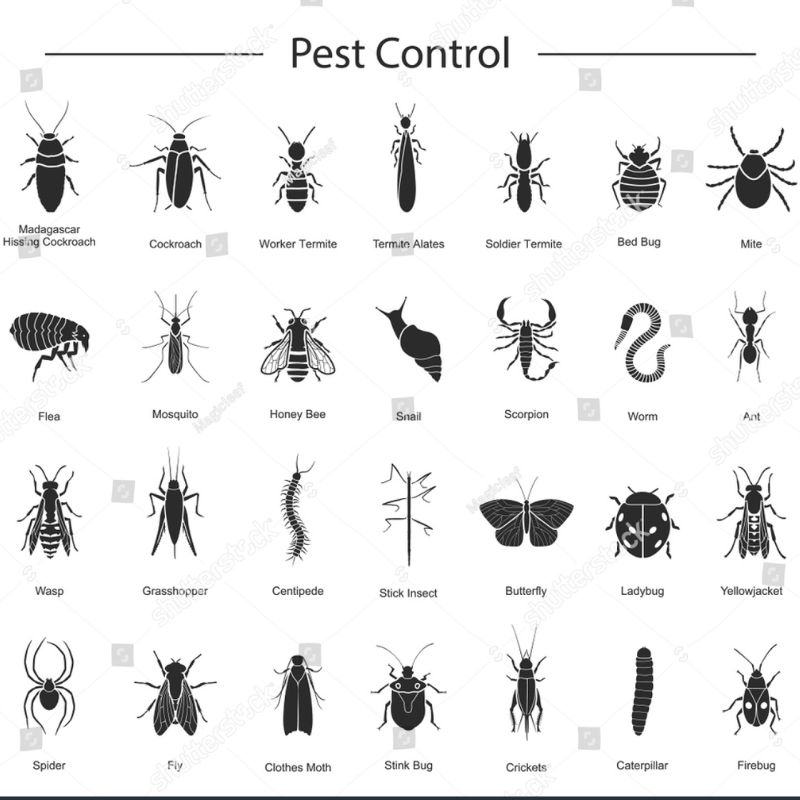 Pest Control
Madagascar
Hissing Cockroach
Cockroach
Worker Termite
Termite Alates
Soldier Termite
Bed Bug
Mite
Flea
Mosquito
Honey Bee
Snail
Scorpion
Worm
Ant
Wasp
Grasshopper
Centipede
Stick Insect
Butterfly
Ladybug
Yellowjacket
Spider
Fly
Clothes Moth
Stink Bug
Crickets
Caterpillar
Firebug
shutterstock
Magicleaf